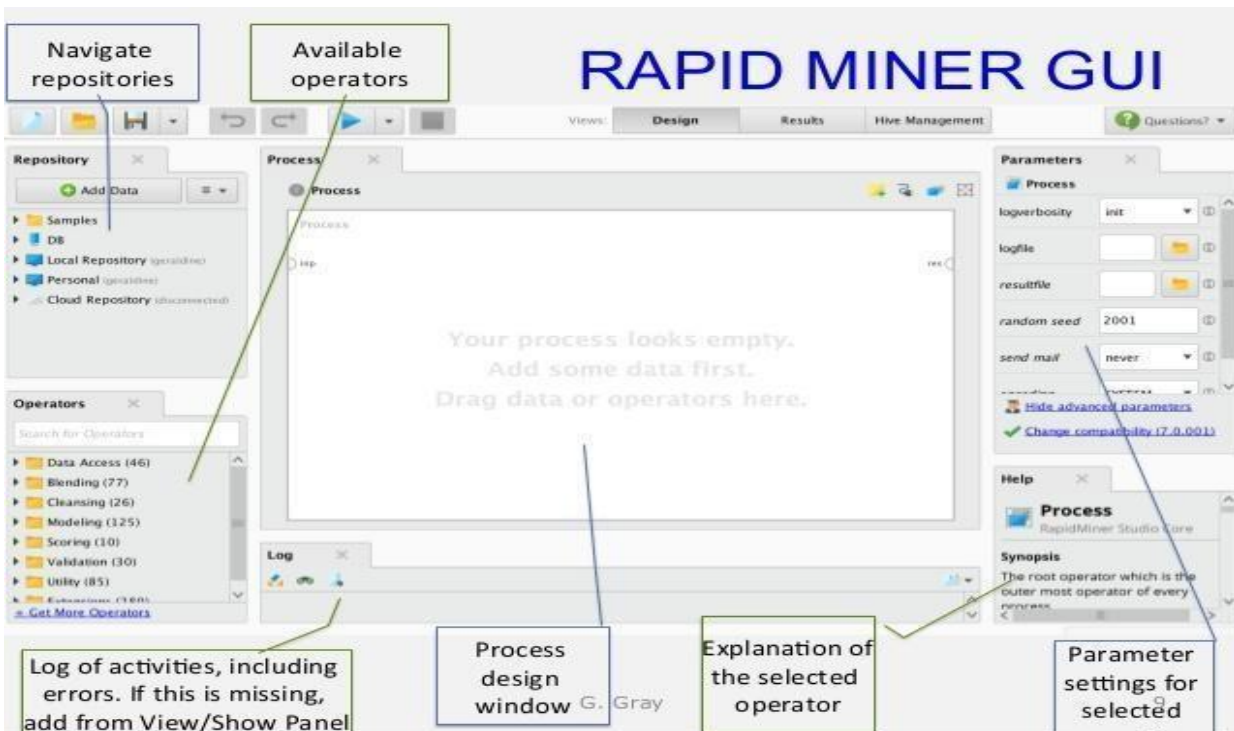 Navigate
repositories
Available
operators
RAPID MINER GUI
Views: Design Results Hive Management
Questions?
Repository
Add Data
Samples
DB
Local Repository (geraldine)
Personal (geraldine)
Cloud Repository (disconnected)
Operators
Search for Operators
Data Access (46)
Blending (77)
Cleansing (26)
Modeling (125)
Scoring (10)
Validation (30)
Utility (85)
Get More Operators
Process
Process
Process
inp
res
Your process looks empty.
Add some data first.
Drag data or operators here.
Log
Parameters
Process
logverbosity init
logfile
resultfile
random seed 2001
send mail never
Hide advanced parameters
Change compatibility (7.0.001)
Help
Process
RapidMiner Studio Core
Synopsis
The root operator which is the
outer most operator of every
process
Log of activities, including
errors. If this is missing,
add from View/Show Panel
Process
design
window
G. Gray
Explanation of
the selected
operator
Parameter
settings for
selected
9